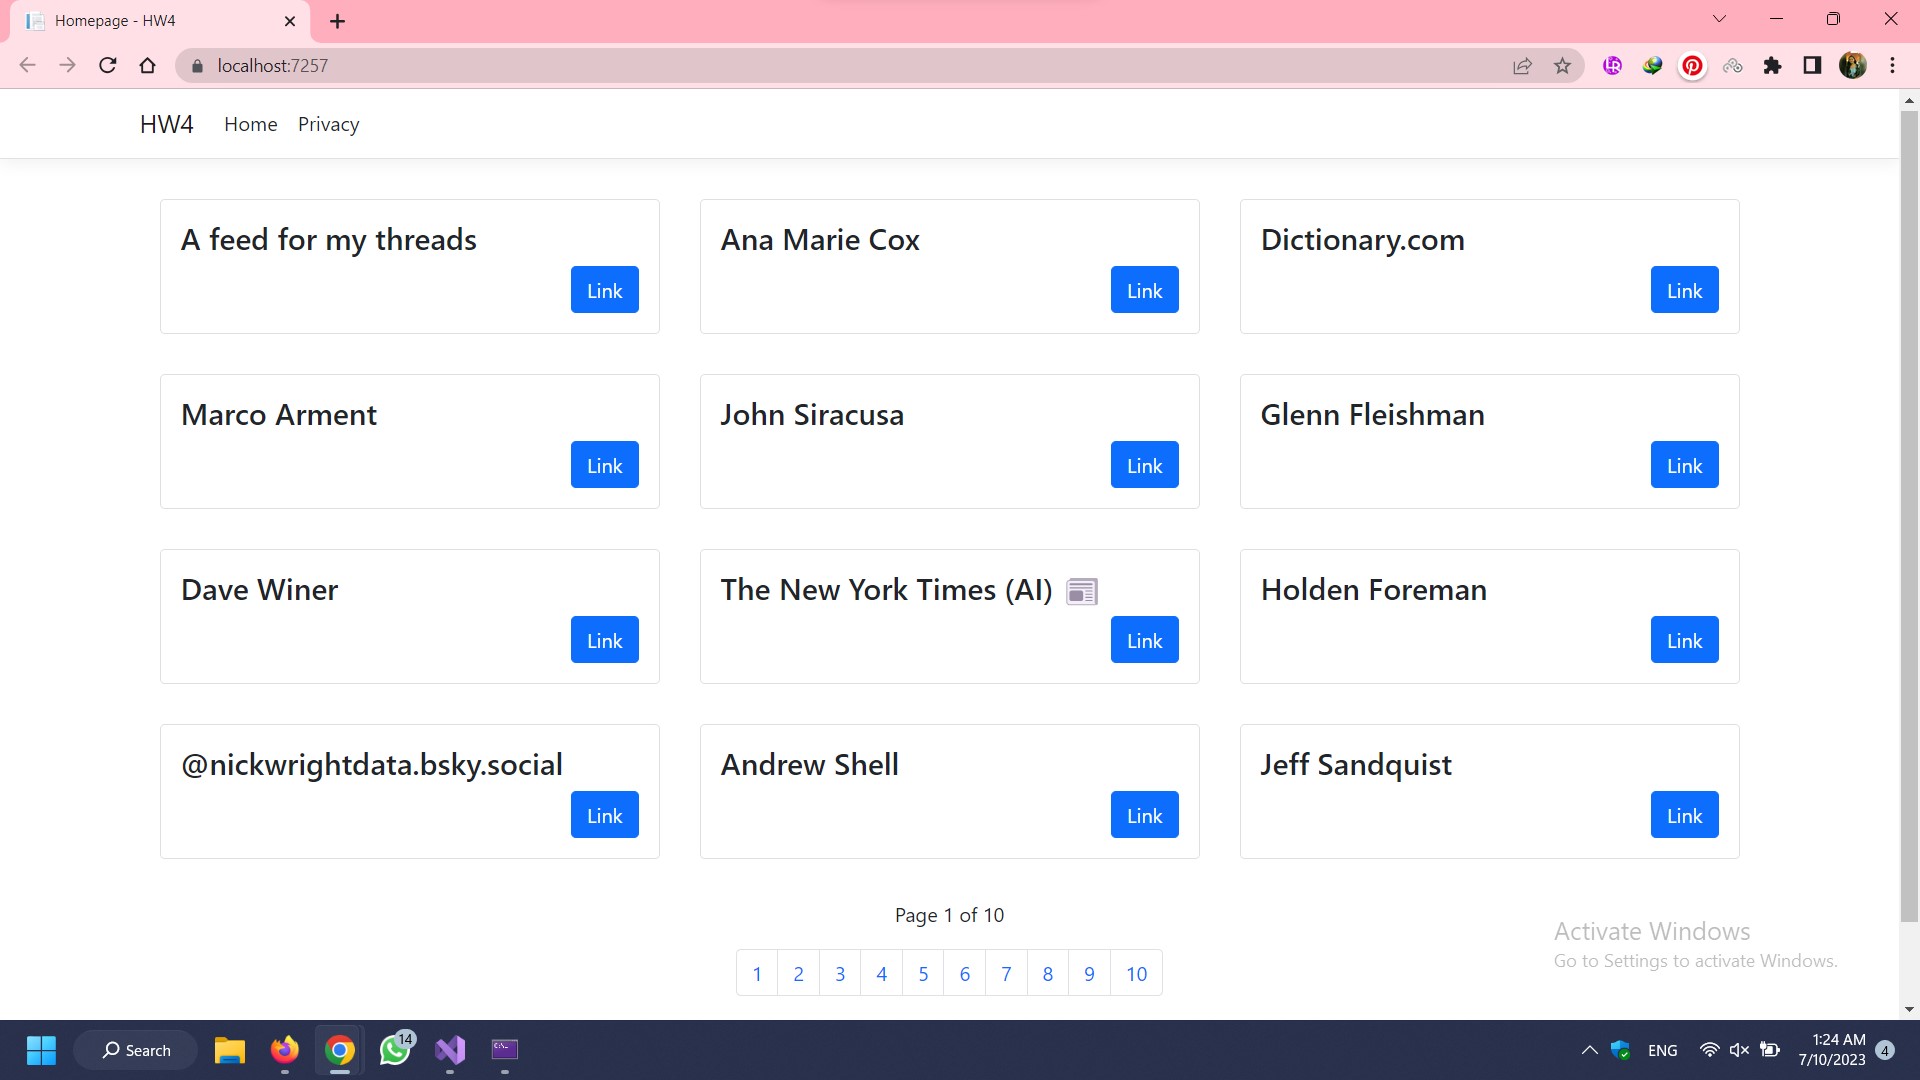 Homepage - HW4
localhost:7257
HW4 Home Privacy
A feed for my threads
Link
Ana Marie Cox
Link
Dictionary.com
Link
Marco Arment
Link
John Siracusa
Link
Glenn Fleishman
Link
Dave Winer
Link
The New York Times (AI) 📰
Link
Holden Foreman
Link
@nickwrightdata.bsky.social
Link
Andrew Shell
Link
Jeff Sandquist
Link
Page 1 of 10
1 2 3 4 5 6 7 8 9 10
Activate Windows
Go to Settings to activate Windows.
Search
14
ENG
1:24 AM
7/10/2023
4